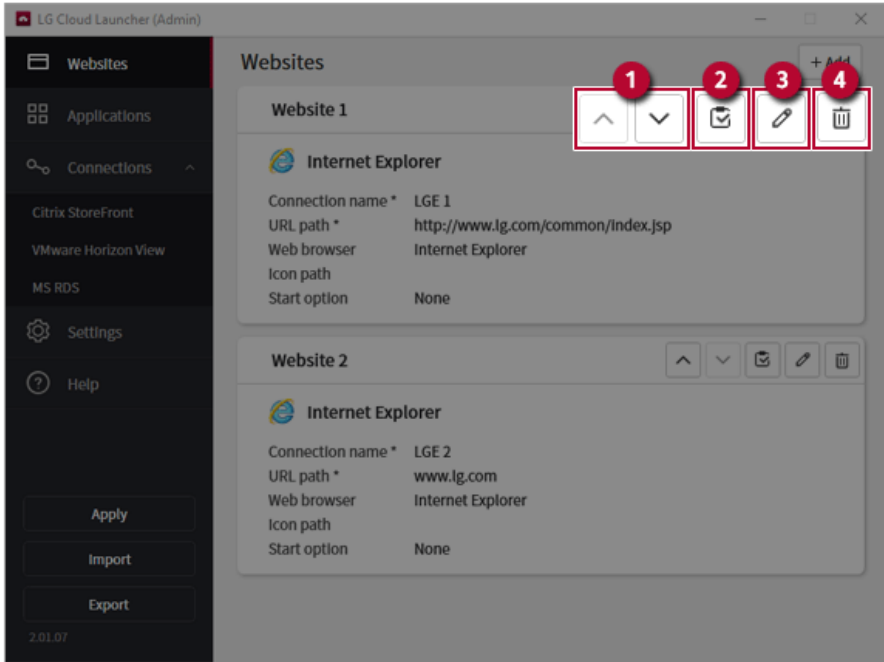 LG Cloud Launcher (Admin)
Websites
Applications
Connections
Citrix StoreFront
VMware Horizon View
MS RDS
Settings
Help
Apply
Import
Export
2.01.07
Websites
+ Add
1
2
3
4
Website 1
Internet Explorer
Connection name * LGE 1
URL path * http://www.lg.com/common/index.jsp
Web browser Internet Explorer
Icon path
Start option None
Website 2
Internet Explorer
Connection name * LGE 2
URL path * www.lg.com
Web browser Internet Explorer
Icon path
Start option None